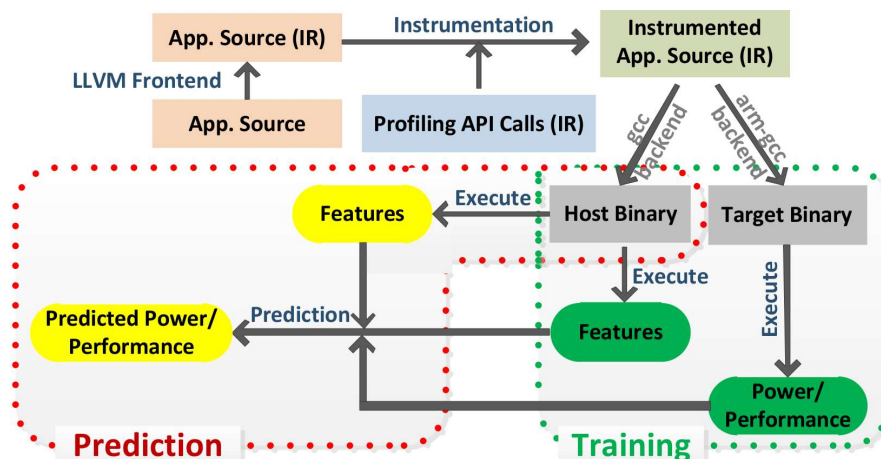 App. Source (IR)
Instrumentation
Instrumented
App. Source (IR)
LLVM Frontend
App. Source
Profiling API Calls (IR)
gcc
backend
arm-gcc
backend
Features
Execute
Host Binary
Target Binary
Execute
Execute
Predicted Power/
Performance
Prediction
Features
Power/
Performance
Prediction
Training